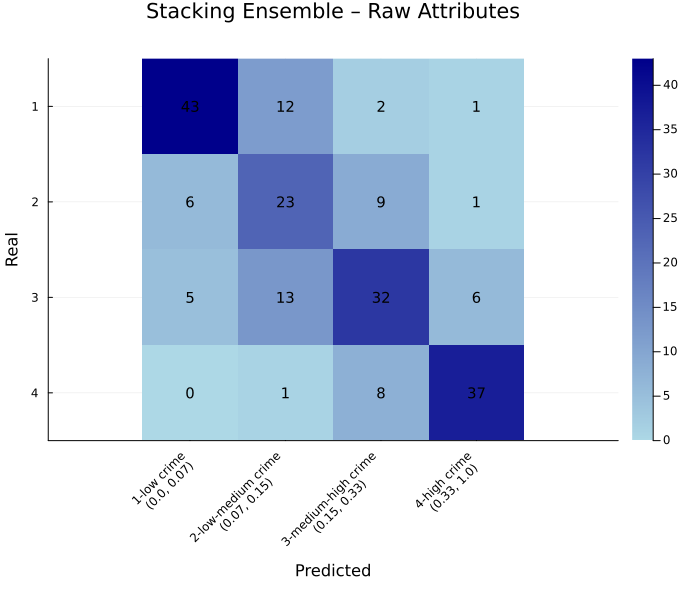 Stacking Ensemble – Raw Attributes
Real
1
43 12 2 1
2
6 23 9 1
3
5 13 32 6
4
0 1 8 37
1-low crime
(0.0, 0.07)
2-low-medium crime
(0.07, 0.15)
3-medium-high crime
(0.15, 0.33)
4-high crime
(0.33, 1.0)
Predicted
40
35
30
25
20
15
10
5
0